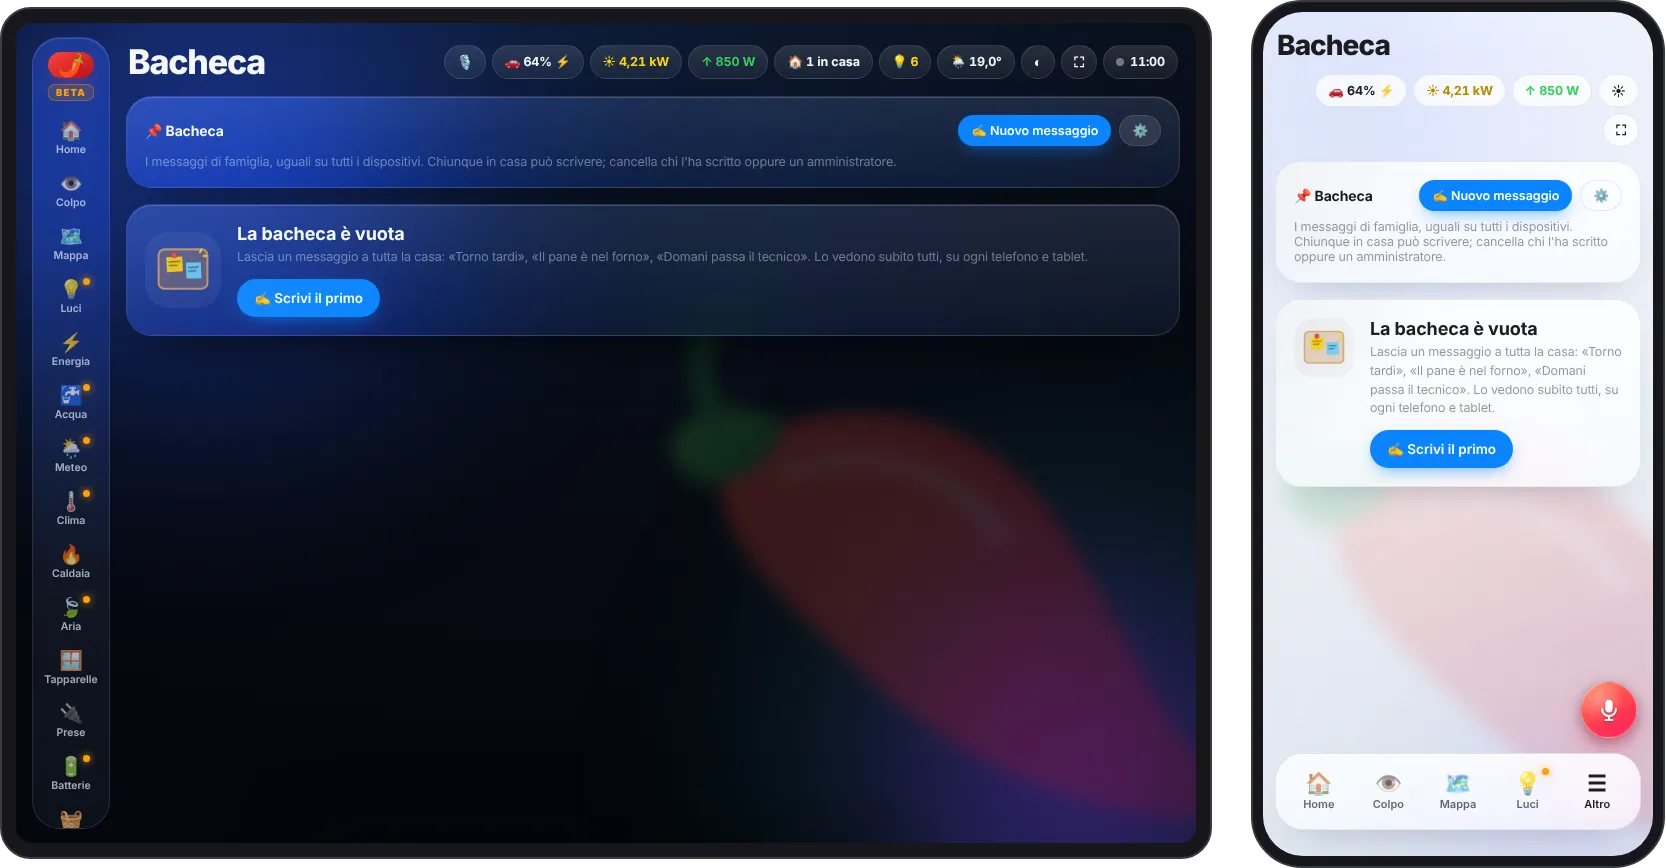 Bacheca
64%
4,21 kW
↑ 850 W
1 in casa
6
19,0°
11:00
BETA
Home
Colpo
Mappa
Luci
Energia
Acqua
Meteo
Clima
Caldaia
Aria
Tapparelle
Prese
Batterie
Bacheca
Nuovo messaggio
I messaggi di famiglia, uguali su tutti i dispositivi. Chiunque in casa può scrivere; cancella chi l'ha scritto oppure un amministratore.
La bacheca è vuota
Lascia un messaggio a tutta la casa: «Torno tardi», «Il pane è nel forno», «Domani passa il tecnico». Lo vedono subito tutti, su ogni telefono e tablet.
Scrivi il primo
Bacheca
64%
4,21 kW
↑ 850 W
Bacheca
Nuovo messaggio
I messaggi di famiglia, uguali su tutti i dispositivi.
Chiunque in casa può scrivere; cancella chi l'ha scritto
oppure un amministratore.
La bacheca è vuota
Lascia un messaggio a tutta la casa: «Torno
tardi», «Il pane è nel forno», «Domani
passa il tecnico». Lo vedono subito tutti, su
ogni telefono e tablet.
Scrivi il primo
Home
Colpo
Mappa
Luci
Altro